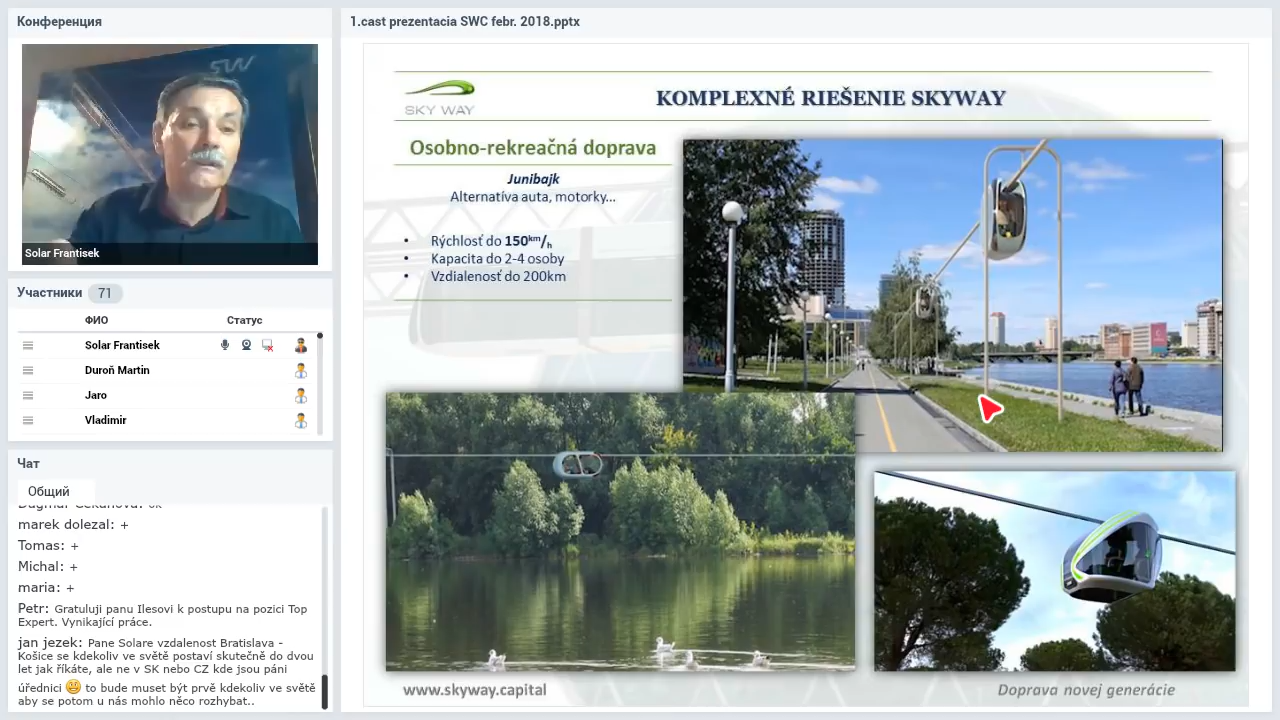 Конференция
SW
Solar Frantisek
Участники 71
ФИО Статус
Solar Frantisek
Duroň Martin
Jaro
Vladimir
Чат
Общий
marek dolezal: +
Tomas: +
Michal: +
maria: +
Petr: Gratuluji panu Ilesovi k postupu na pozici Top
Expert. Vynikající práce.
jan jezek: Pane Solare vzdalenost Bratislava -
Košice se kdekoliv ve světě postaví skutečně do dvou
let jak říkáte, ale ne v SK nebo CZ kde jsou páni
úřednici 😀 to bude muset být prvě kdekoliv ve světě
aby se potom u nás mohlo něco rozhybat..
1.cast prezentacia SWC febr. 2018.pptx
SKY WAY
KOMPLEXNÉ RIEŠENIE SKYWAY
Osobno-rekreačná doprava
Junibajk
Alternatíva auta, motorky...
• Rýchlosť do 150km/h
• Kapacita do 2-4 osoby
• Vzdialenosť do 200km
www.skyway.capital
Doprava novej generácie